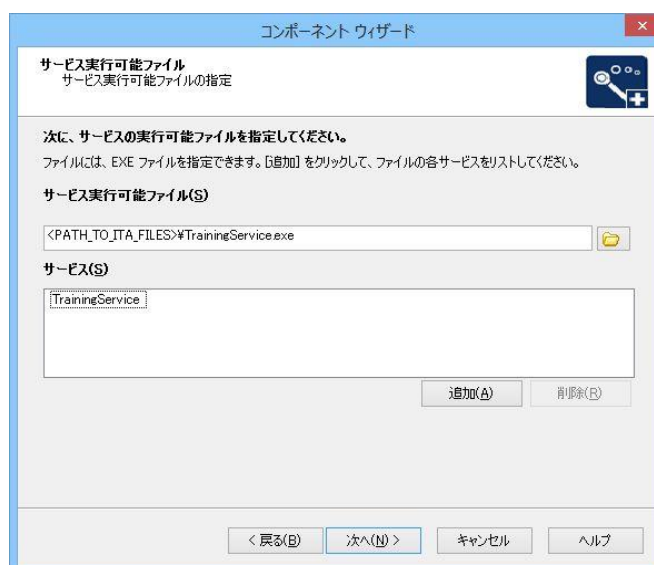 コンポーネント ウィザード
サービス実行可能ファイル
サービス実行可能ファイルの指定
次に、サービスの実行可能ファイルを指定してください。
ファイルには、EXE ファイルを指定できます。[追加] をクリックして、ファイルの各サービスをリストしてください。
サービス実行可能ファイル(S)
<PATH_TO_ITA_FILES>¥TrainingService.exe
サービス(S)
TrainingService
追加(A) 削除(R)
< 戻る(B) 次へ(N) > キャンセル ヘルプ